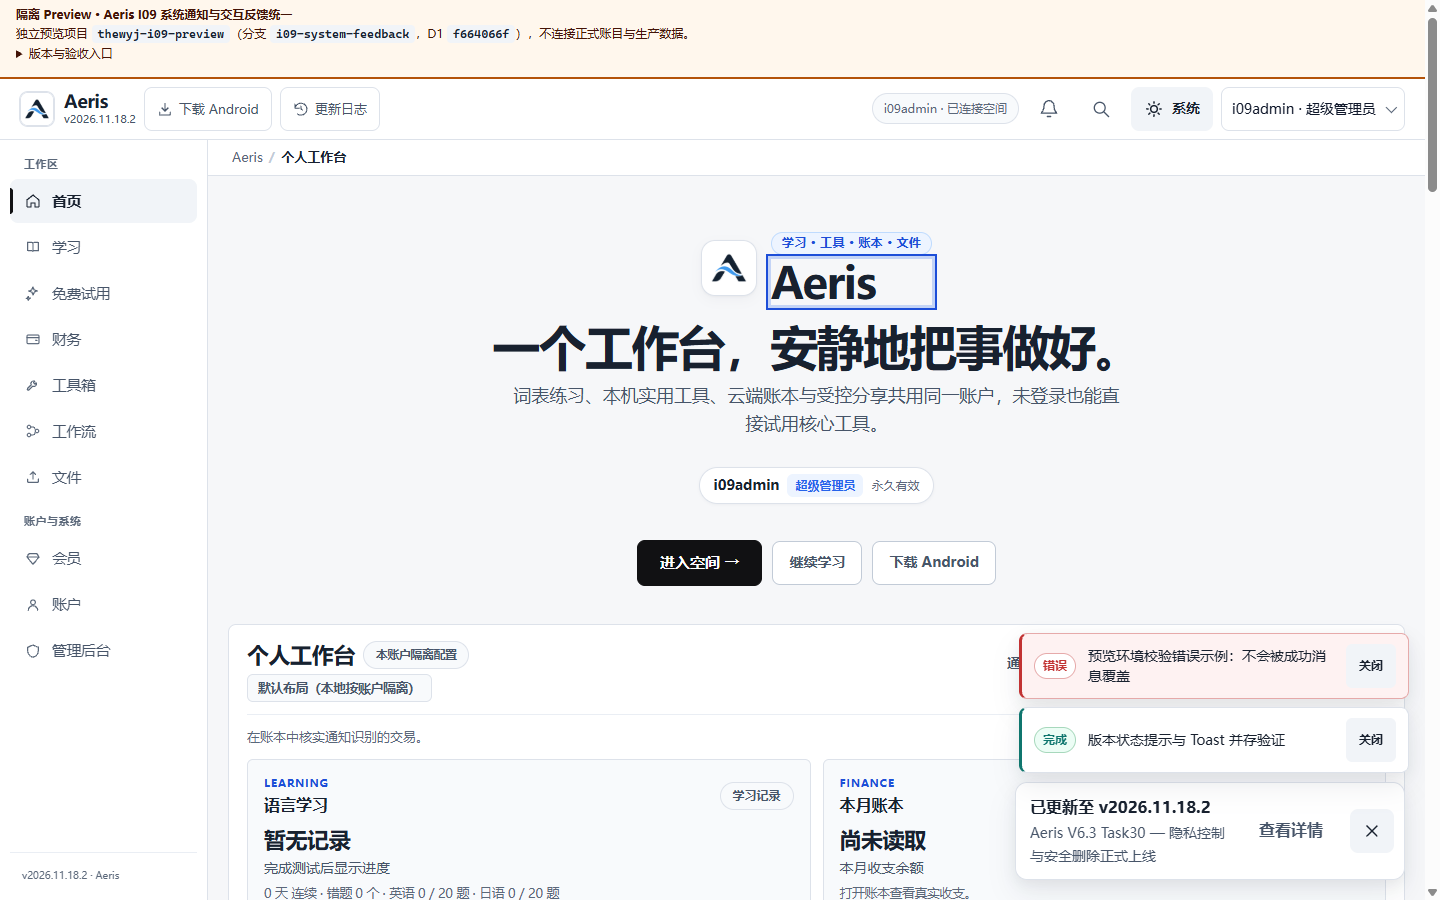 隔离 Preview • Aeris I09 系统通知与交互反馈统一
独立预览项目 thewyj-i09-preview （分支 i09-system-feedback，D1 f664066f ），不连接正式账目与生产数据。
▶ 版本与验收入口
Aeris
v2026.11.18.2
下载 Android
更新日志
i09admin · 已连接空间
系统
i09admin · 超级管理员
工作区
首页
学习
免费试用
财务
工具箱
工作流
文件
账户与系统
会员
账户
管理后台
v2026.11.18.2 · Aeris
Aeris / 个人工作台
学习 • 工具 • 账本 • 文件
Aeris
一个工作台，安静地把事做好。
词表练习、本机实用工具、云端账本与受控分享共用同一账户，未登录也能直
接试用核心工具。
i09admin 超级管理员 永久有效
进入空间 →
继续学习
下载 Android
个人工作台 本账户隔离配置
通
默认布局（本地按账户隔离）
在账本中核实通知识别的交易。
LEARNING
语言学习
学习记录
暂无记录
完成测试后显示进度
0 天 连续 · 错题 0 个 · 英语 0 / 20 题 · 日语 0 / 20 题
FINANCE
本月账本
尚未读取
本月收支余额
打开账本查看真实收支。
错误
预览环境校验错误示例：不会被成功消
息覆盖
关闭
完成
版本状态提示与 Toast 并存验证
关闭
已更新至 v2026.11.18.2
Aeris V6.3 Task30 — 隐私控制
与安全删除正式上线
查看详情